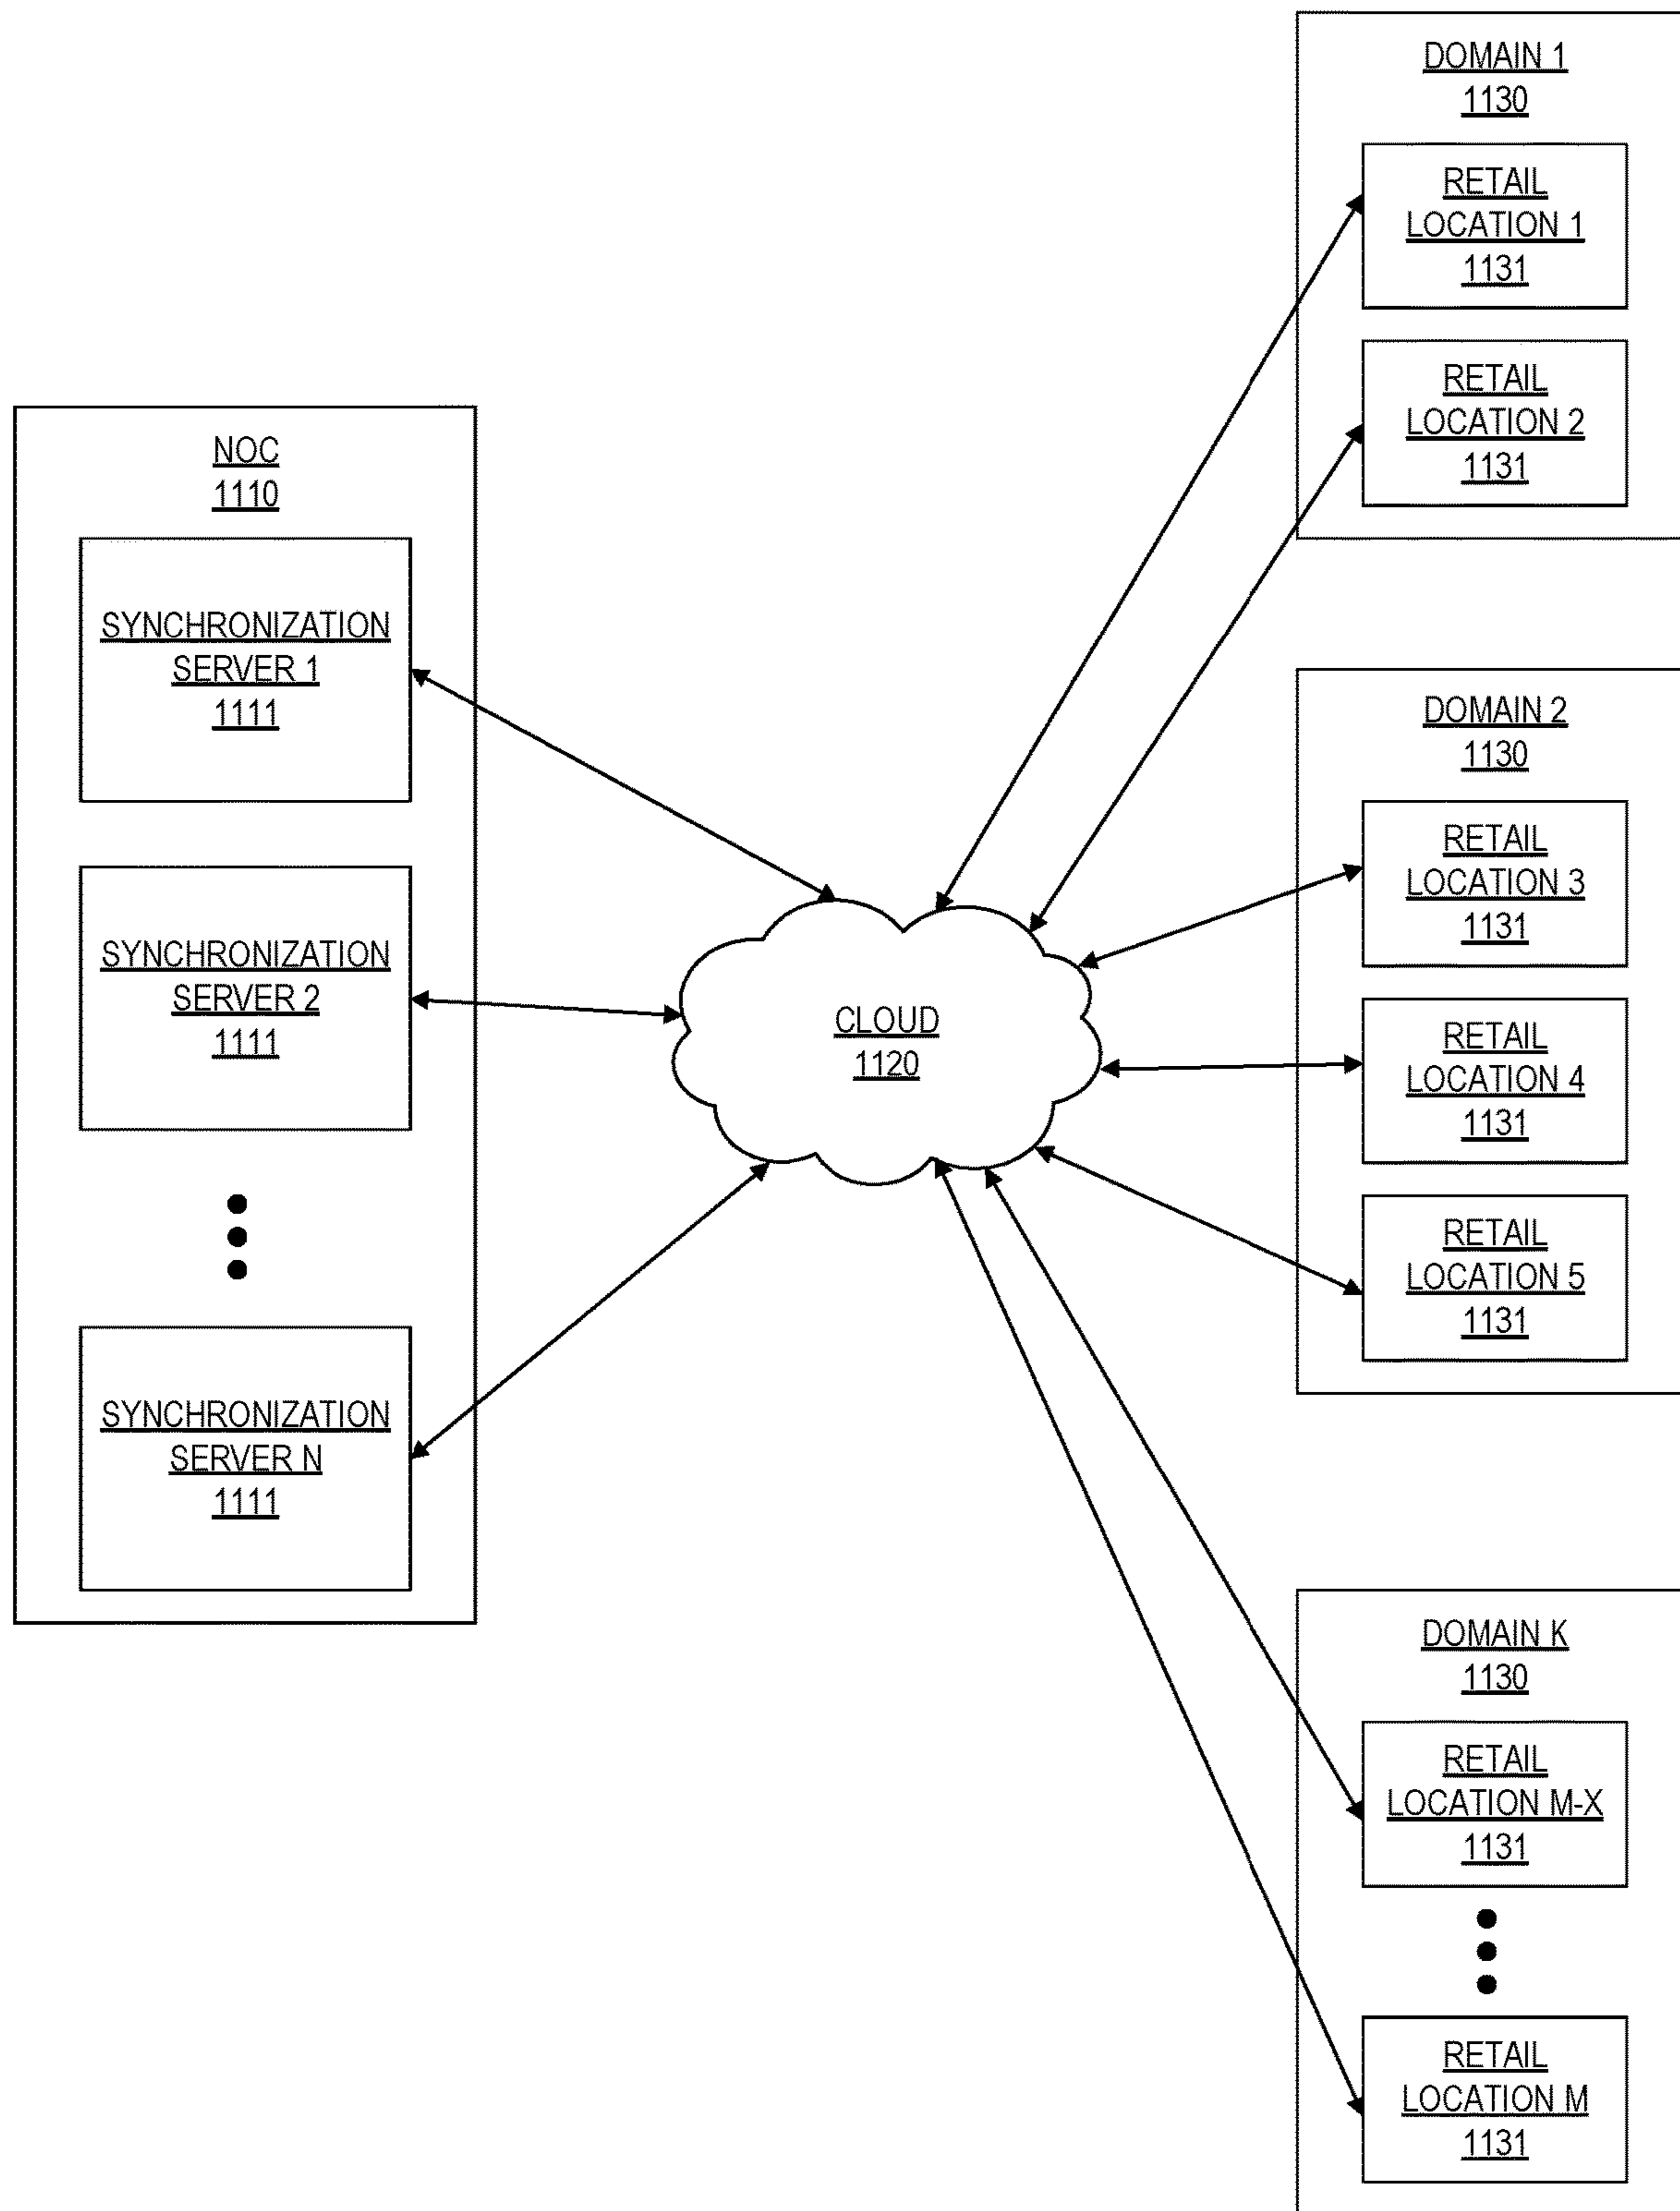 NOC
1110
SYNCHRONIZATION
SERVER 1
1111
SYNCHRONIZATION
SERVER 2
1111
SYNCHRONIZATION
SERVER N
1111
CLOUD
1120
DOMAIN 1
1130
RETAIL
LOCATION 1
1131
RETAIL
LOCATION 2
1131
DOMAIN 2
1130
RETAIL
LOCATION 3
1131
RETAIL
LOCATION 4
1131
RETAIL
LOCATION 5
1131
DOMAIN K
1130
RETAIL
LOCATION M-X
1131
RETAIL
LOCATION M
1131